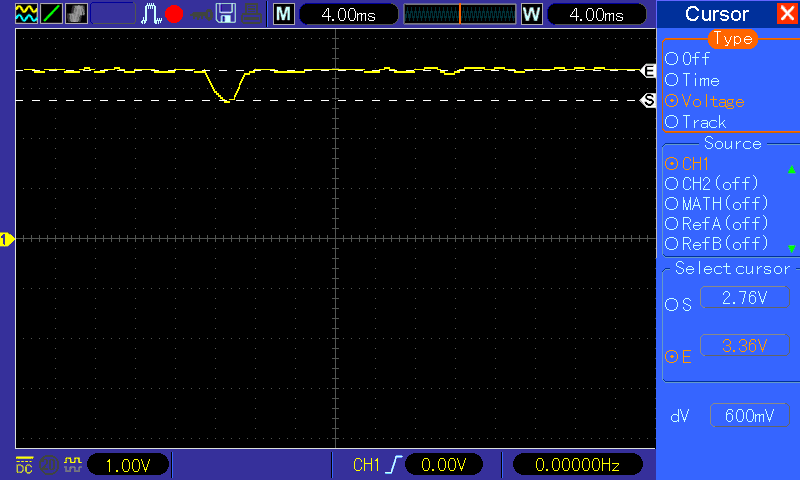 M 4.00ms W 4.00ms
Cursor
Type
Off
Time
Voltage
Track
Source
CH1
CH2(off)
MATH(off)
RefA(off)
RefB(off)
Select cursor
S 2.76V
E 3.36V
dV 600mV
E
S
1
DC 1.00V CH1 0.00V 0.00000Hz